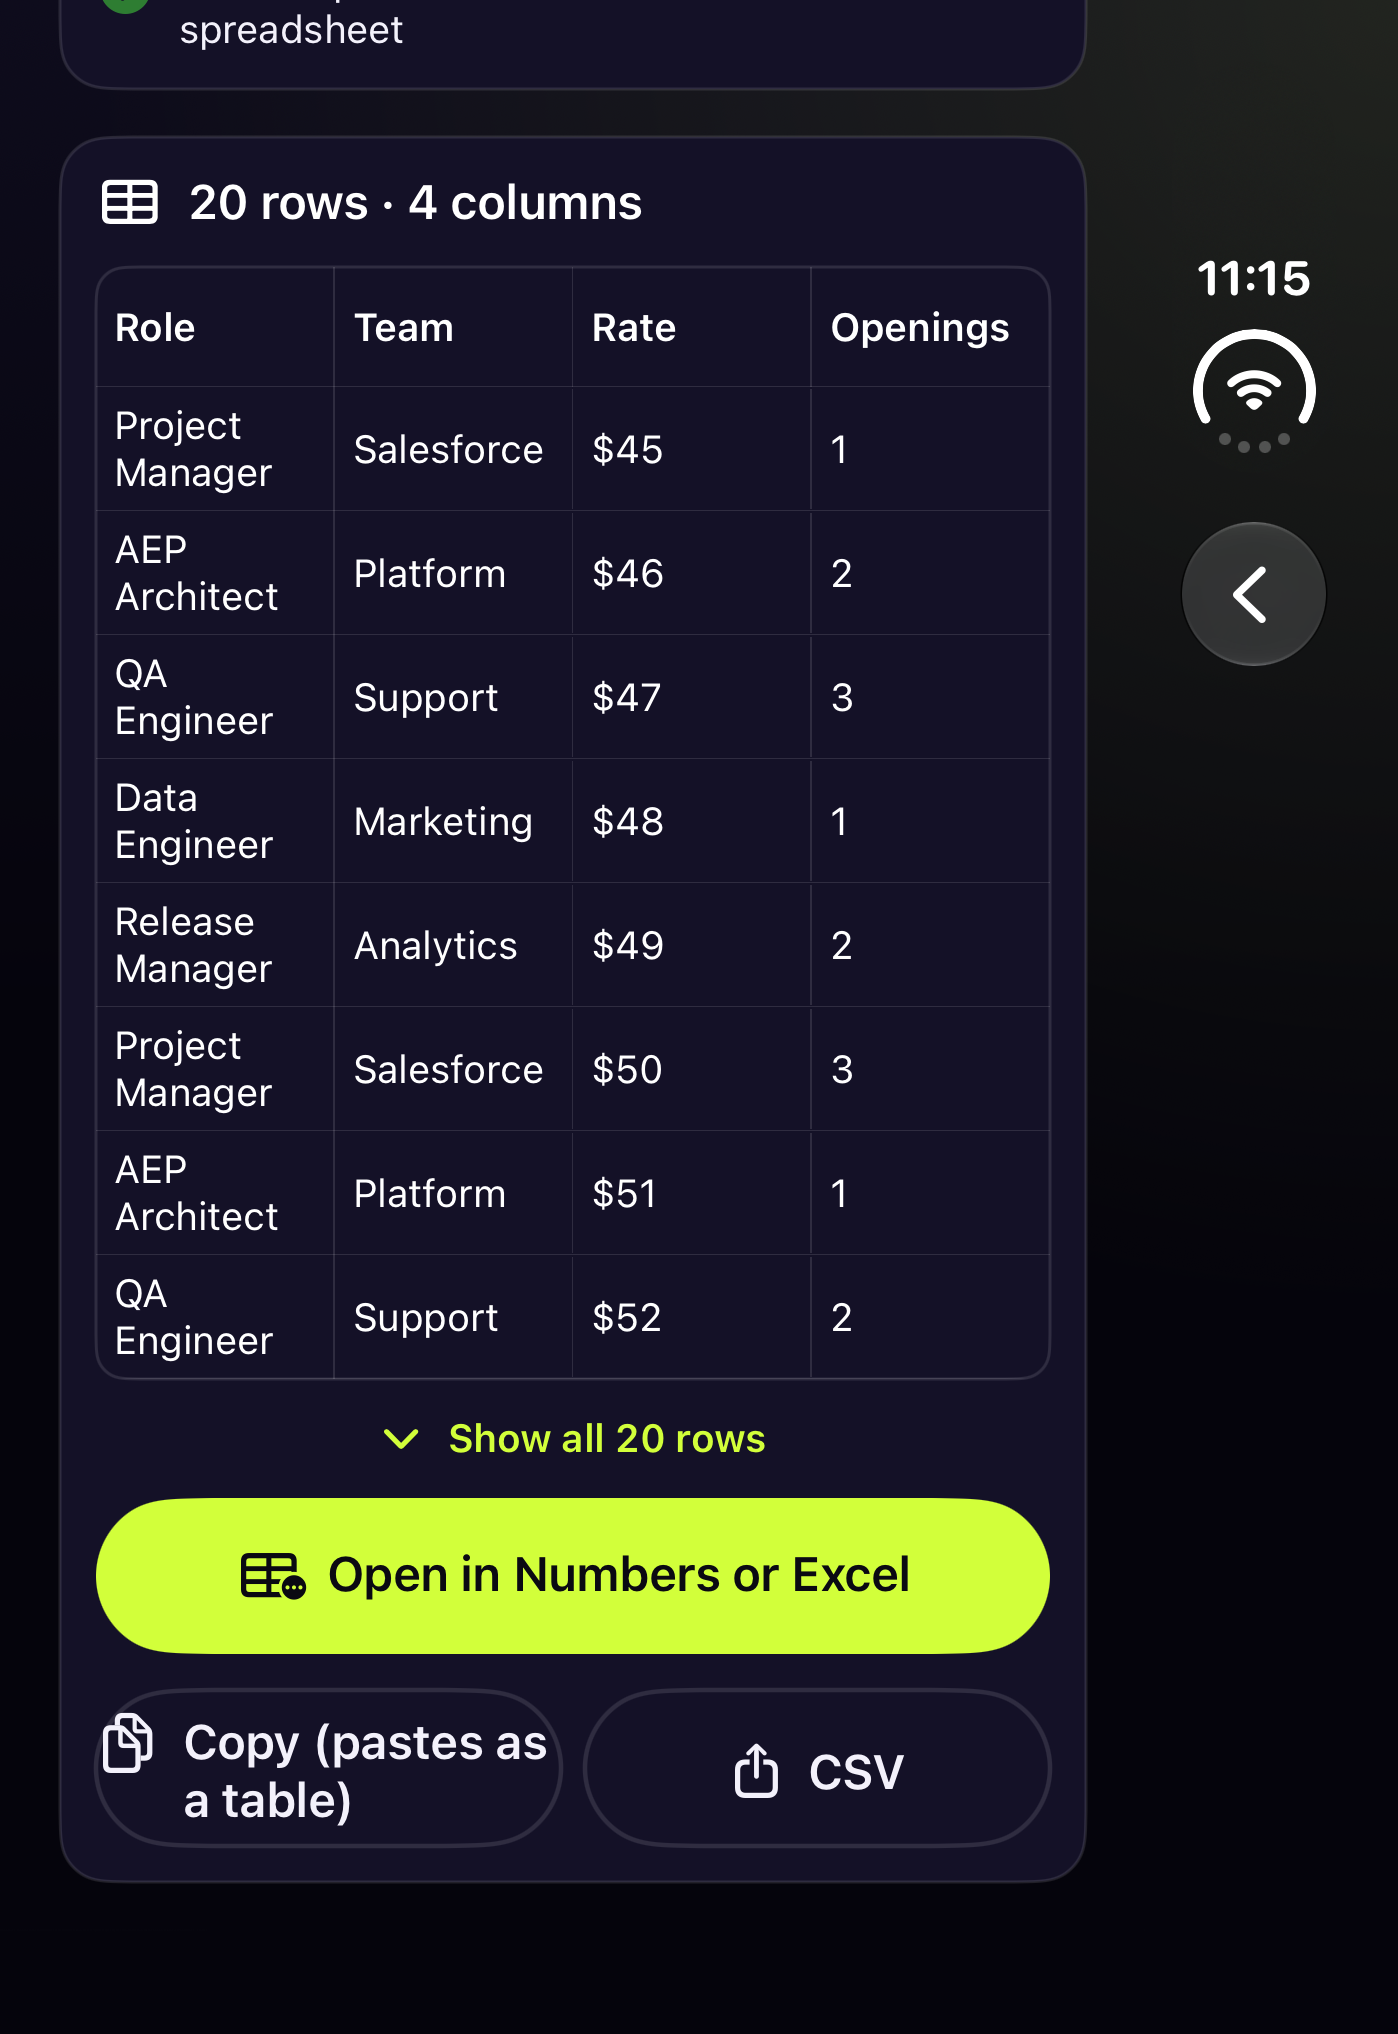 spreadsheet
20 rows · 4 columns
Role Team Rate Openings
Project Manager Salesforce $45 1
AEP Architect Platform $46 2
QA Engineer Support $47 3
Data Engineer Marketing $48 1
Release Manager Analytics $49 2
Project Manager Salesforce $50 3
AEP Architect Platform $51 1
QA Engineer Support $52 2
Show all 20 rows
Open in Numbers or Excel
Copy (pastes as
a table)
CSV
11:15